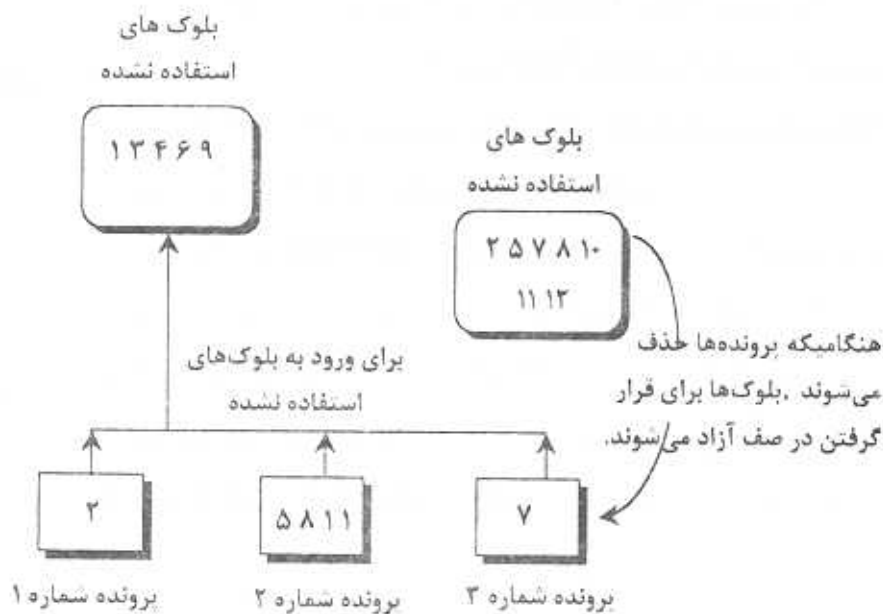 بلوک های
استفاده نشده
۱ ۳ ۴ ۶ ۹
بلوک های
استفاده نشده
۲ ۵ ۷ ۸ ۱۰
۱۱ ۱۲
هنگامیکه پرونده‌ها حذف
می‌شوند ,بلوک‌ها برای قرار
گرفتن در صف آزاد می‌شوند.
برای ورود به بلوک‌های
استفاده نشده
۲
۵ ۸ ۱۱
۷
پرونده شماره ۱
پرونده شماره ۲
پرونده شماره ۳